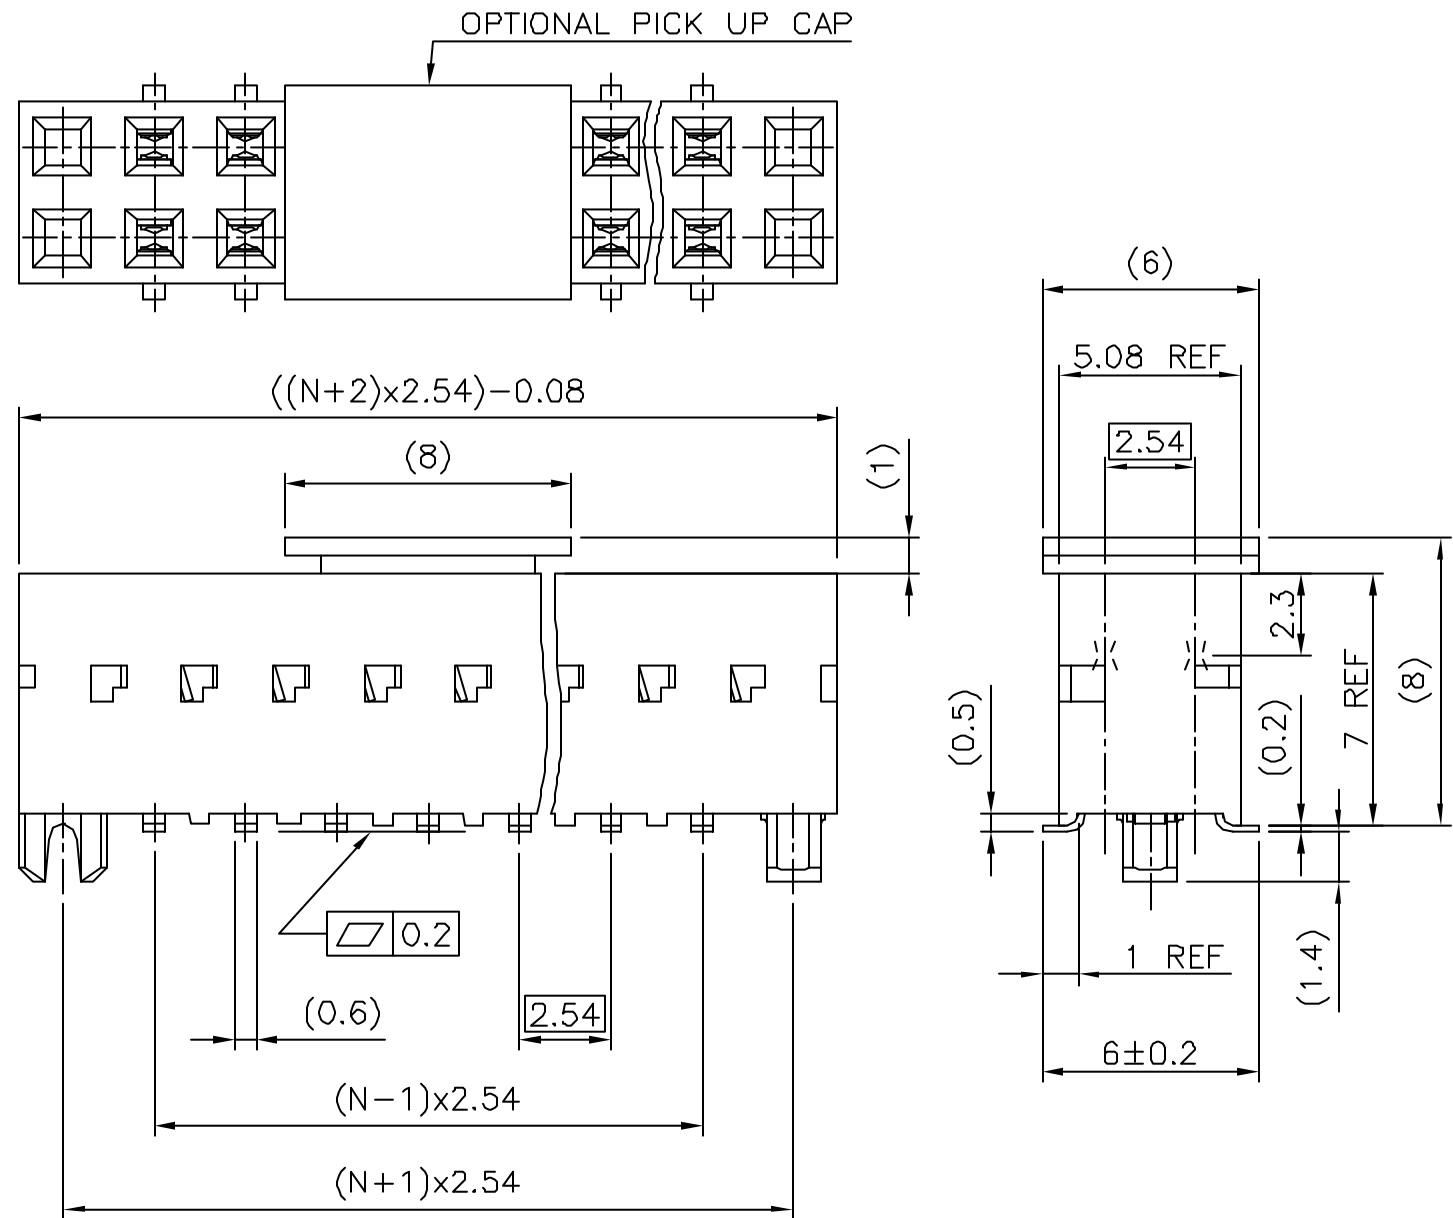 OPTIONAL PICK UP CAP
(6)
5.08 REF
((N+2)x2.54)-0.08
2.54
(8)
(1)
2.3
7 REF
(8)
(0.5)
(0.2)
0.2
1 REF
(1.4)
(0.6)
2.54
6±0.2
(N-1)x2.54
(N+1)x2.54